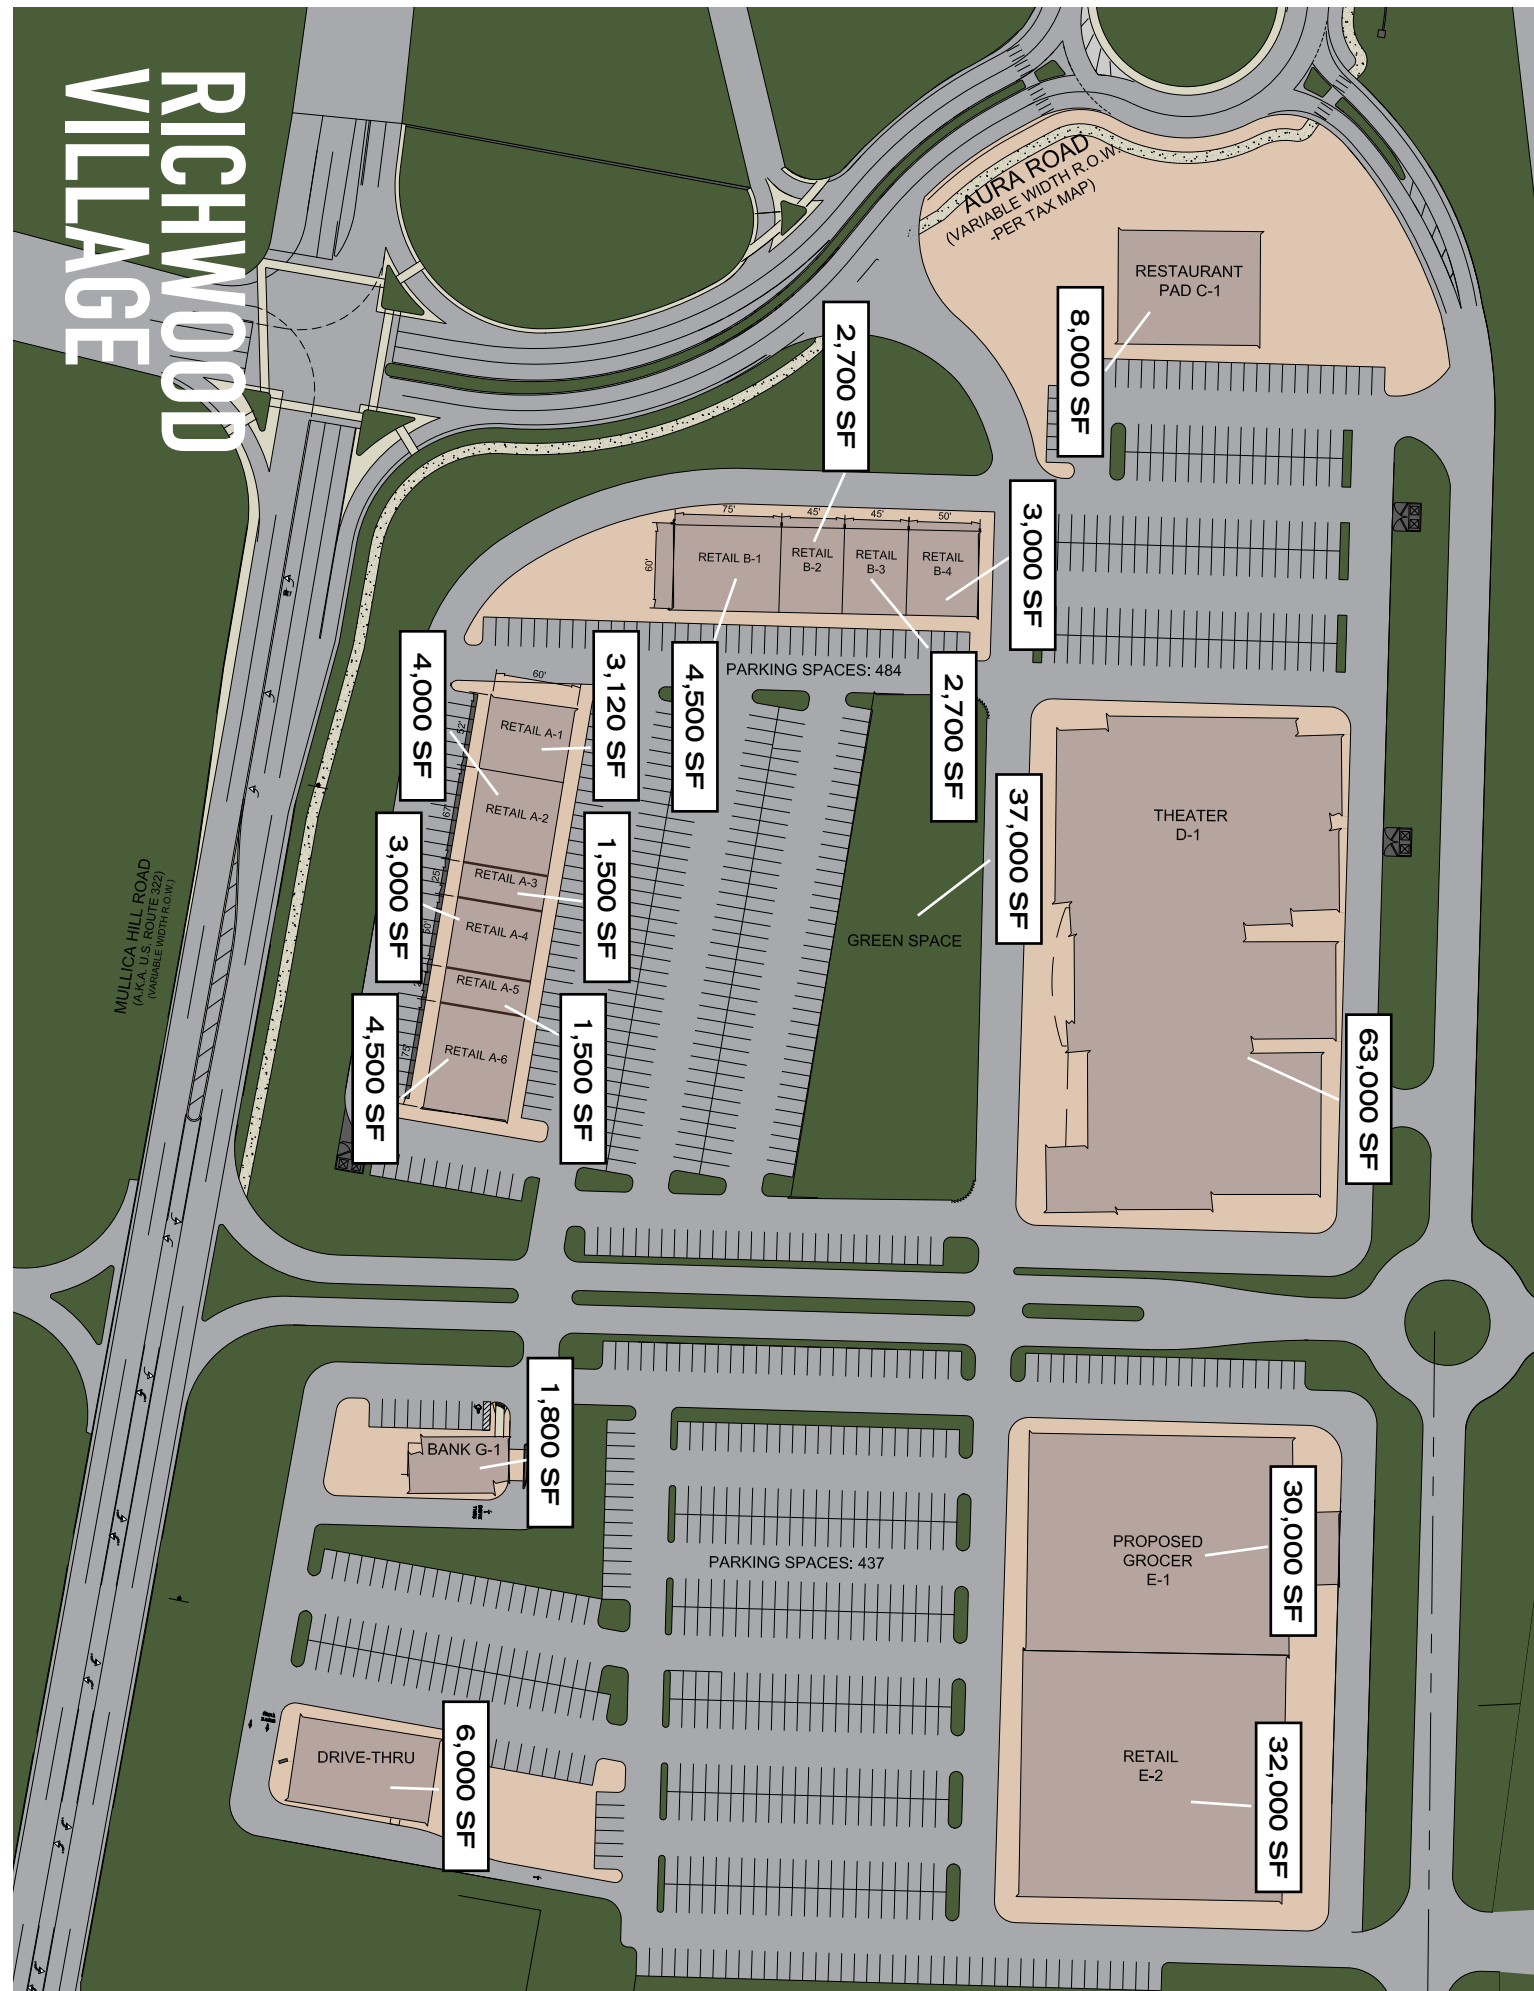 RICHWOOD
VILLAGE
AURA ROAD
(VARIABLE WIDTH R.O.W.
-PER TAX MAP)
RESTAURANT
PAD C-1
8,000 SF
2,700 SF
3,000 SF
75'
45'
45'
50'
60'
RETAIL B-1
RETAIL
B-2
RETAIL
B-3
RETAIL
B-4
4,500 SF
2,700 SF
PARKING SPACES: 484
4,000 SF
3,120 SF
60'
52'
RETAIL A-1
RETAIL A-2
67'
RETAIL A-3
25'
RETAIL A-4
50'
RETAIL A-5
RETAIL A-6
75'
3,000 SF
1,500 SF
4,500 SF
1,500 SF
37,000 SF
GREEN SPACE
THEATER
D-1
63,000 SF
MULLICA HILL ROAD
(A.K.A. U.S. ROUTE 322)
(VARIABLE WIDTH R.O.W.)
1,800 SF
BANK G-1
PARKING SPACES: 437
PROPOSED
GROCER
E-1
30,000 SF
RETAIL
E-2
32,000 SF
DRIVE-THRU
6,000 SF